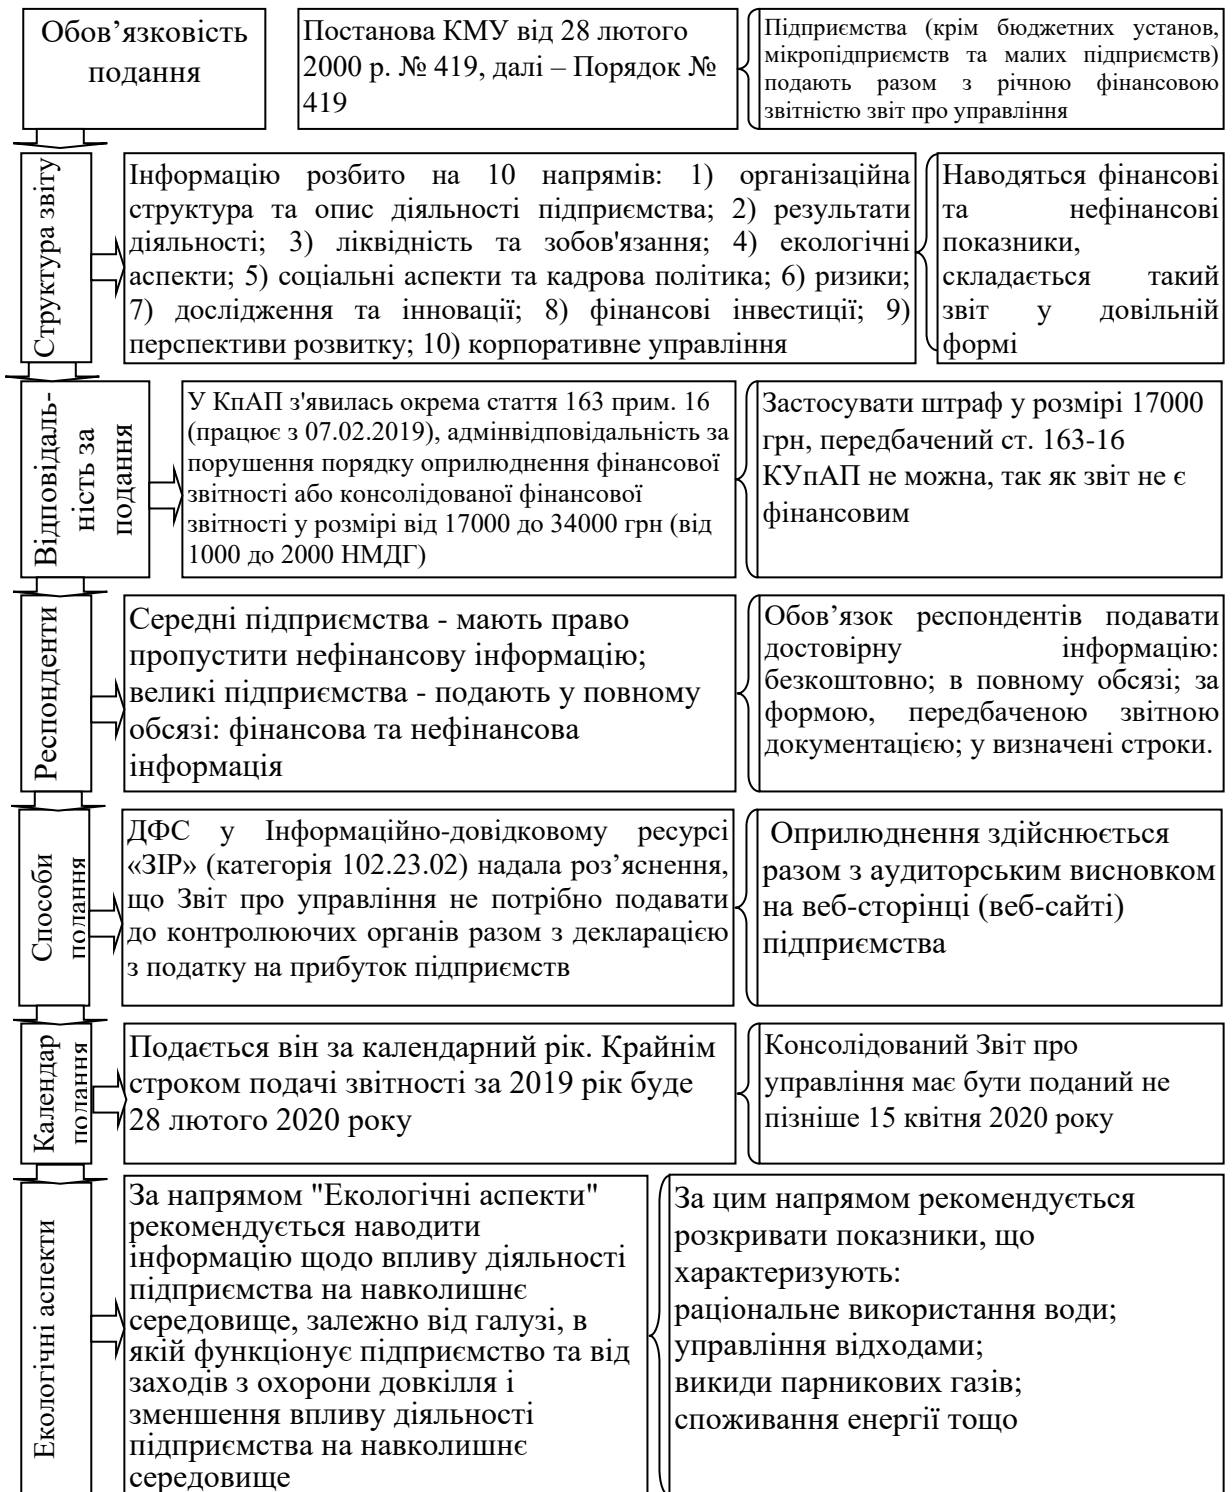 Обов’язковість
подання
Постанова КМУ від 28 лютого
2000 р. № 419, далі – Порядок №
419
Підприємства (крім бюджетних установ,
мікропідприємств та малих підприємств)
подають разом з річною фінансовою
звітністю звіт про управління
Структура звіту
Інформацію розбито на 10 напрямів: 1) організаційна
структура та опис діяльності підприємства; 2) результати
діяльності; 3) ліквідність та зобов'язання; 4) екологічні
аспекти; 5) соціальні аспекти та кадрова політика; 6) ризики;
7) дослідження та інновації; 8) фінансові інвестиції; 9)
перспективи розвитку; 10) корпоративне управління
Наводяться фінансові
та нефінансові
показники,
складається такий
звіт у довільній
формі
Відповідаль-
ність за
подання
У КпАП з'явилась окрема стаття 163 прим. 16
(працює з 07.02.2019), адмінвідповідальність за
порушення порядку оприлюднення фінансової
звітності або консолідованої фінансової
звітності у розмірі від 17000 до 34000 грн (від
1000 до 2000 НМДГ)
Застосувати штраф у розмірі 17000
грн, передбачений ст. 163-16
КУпАП не можна, так як звіт не є
фінансовим
Респонденти
Середні підприємства - мають право
пропустити нефінансову інформацію;
великі підприємства - подають у повному
обсязі: фінансова та нефінансова
інформація
Обов’язок респондентів подавати
достовірну інформацію:
безкоштовно; в повному обсязі; за
формою, передбаченою звітною
документацією; у визначені строки.
Способи
подання
ДФС у Інформаційно-довідковому ресурсі
«ЗІР» (категорія 102.23.02) надала роз’яснення,
що Звіт про управління не потрібно подавати
до контролюючих органів разом з декларацією
з податку на прибуток підприємств
Оприлюднення здійснюється
разом з аудиторським висновком
на веб-сторінці (веб-сайті)
підприємства
Календар
подання
Подається він за календарний рік. Крайнім
строком подачі звітності за 2019 рік буде
28 лютого 2020 року
Консолідований Звіт про
управління має бути поданий не
пізніше 15 квітня 2020 року
Екологічні аспекти
За напрямом "Екологічні аспекти"
рекомендується наводити
інформацію щодо впливу діяльності
підприємства на навколишнє
середовище, залежно від галузі, в
якій функціонує підприємство та від
заходів з охорони довкілля і
зменшення впливу діяльності
підприємства на навколишнє
середовище
За цим напрямом рекомендується
розкривати показники, що
характеризують:
раціональне використання води;
управління відходами;
викиди парникових газів;
споживання енергії тощо